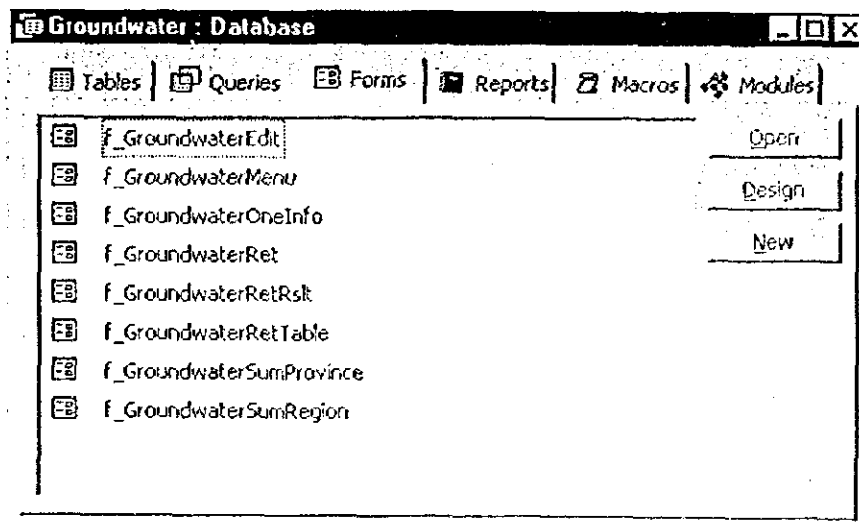 Groundwater : Database
Tables Queries Forms Reports Macros Modules
f_GroundwaterEdit
Open
f_GroundwaterMenu
Design
f_GroundwaterOneInfo
New
f_GroundwaterRet
f_GroundwaterRetRslt
f_GroundwaterRetTable
f_GroundwaterSumProvince
f_GroundwaterSumRegion